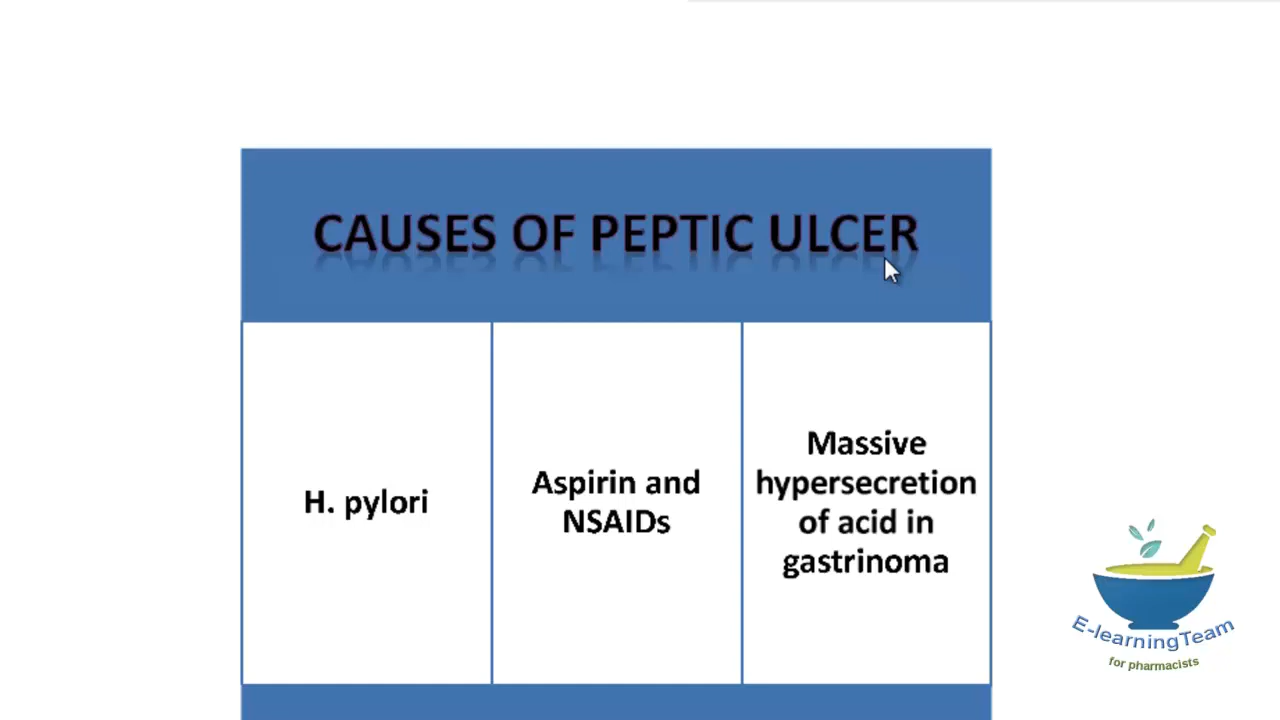 CAUSES OF PEPTIC ULCER
H. pylori
Aspirin and
NSAIDs
Massive
hypersecretion
of acid in
gastrinoma
E-learningTeam
for pharmacists